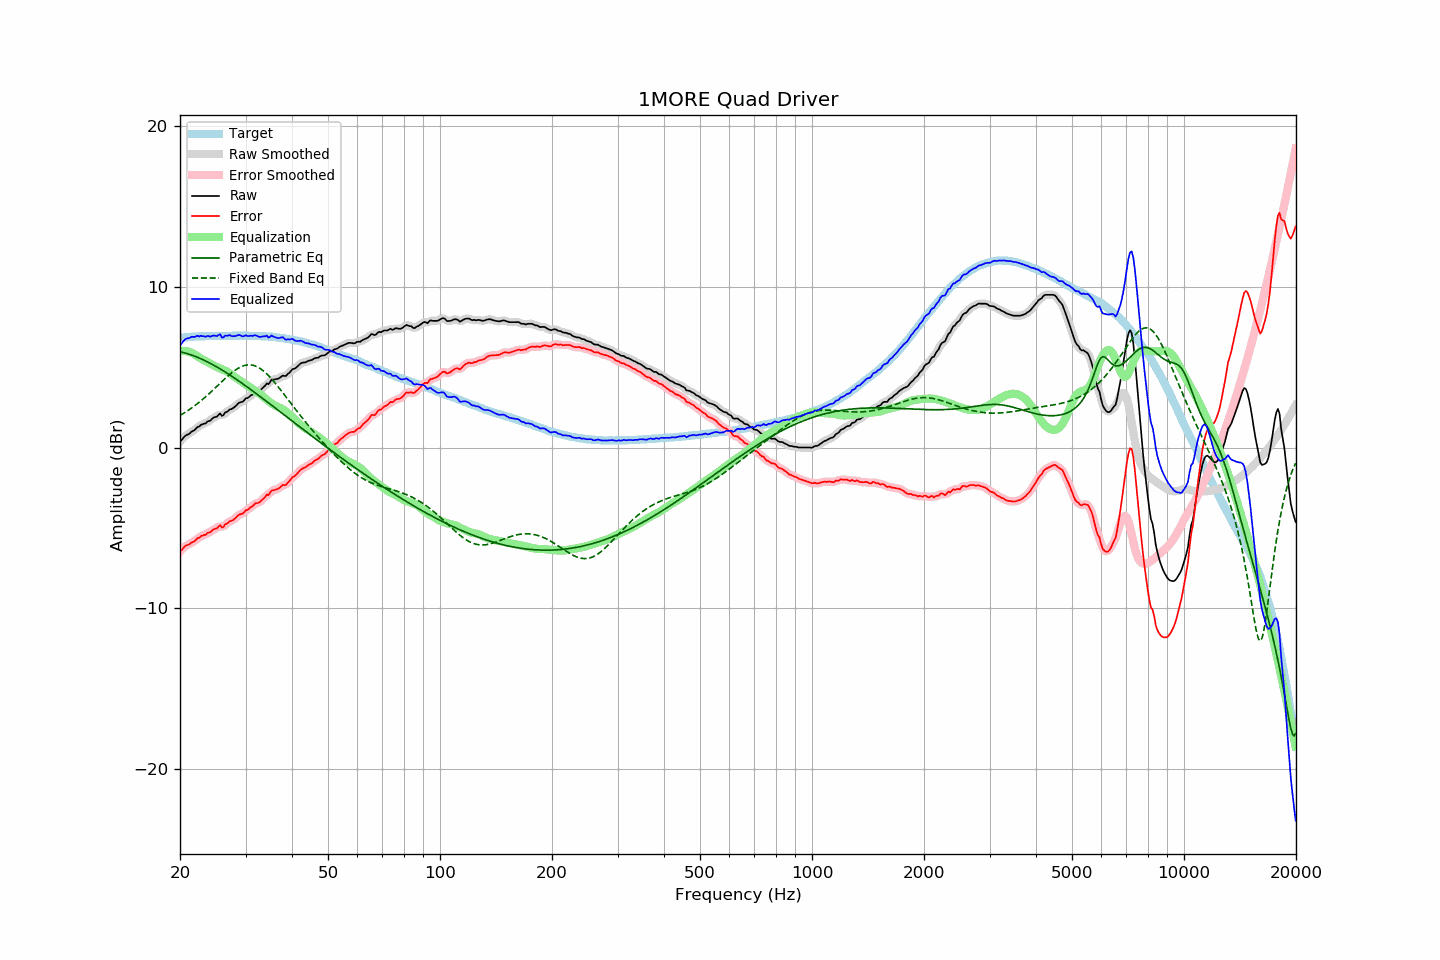 1MORE Quad Driver
Target
Raw Smoothed
Error Smoothed
Raw
Error
Equalization
Parametric Eq
Fixed Band Eq
Equalized
20
10
0
−10
−20
Amplitude (dBr)
20 50 100 200 500 1000 2000 5000 10000 20000
Frequency (Hz)